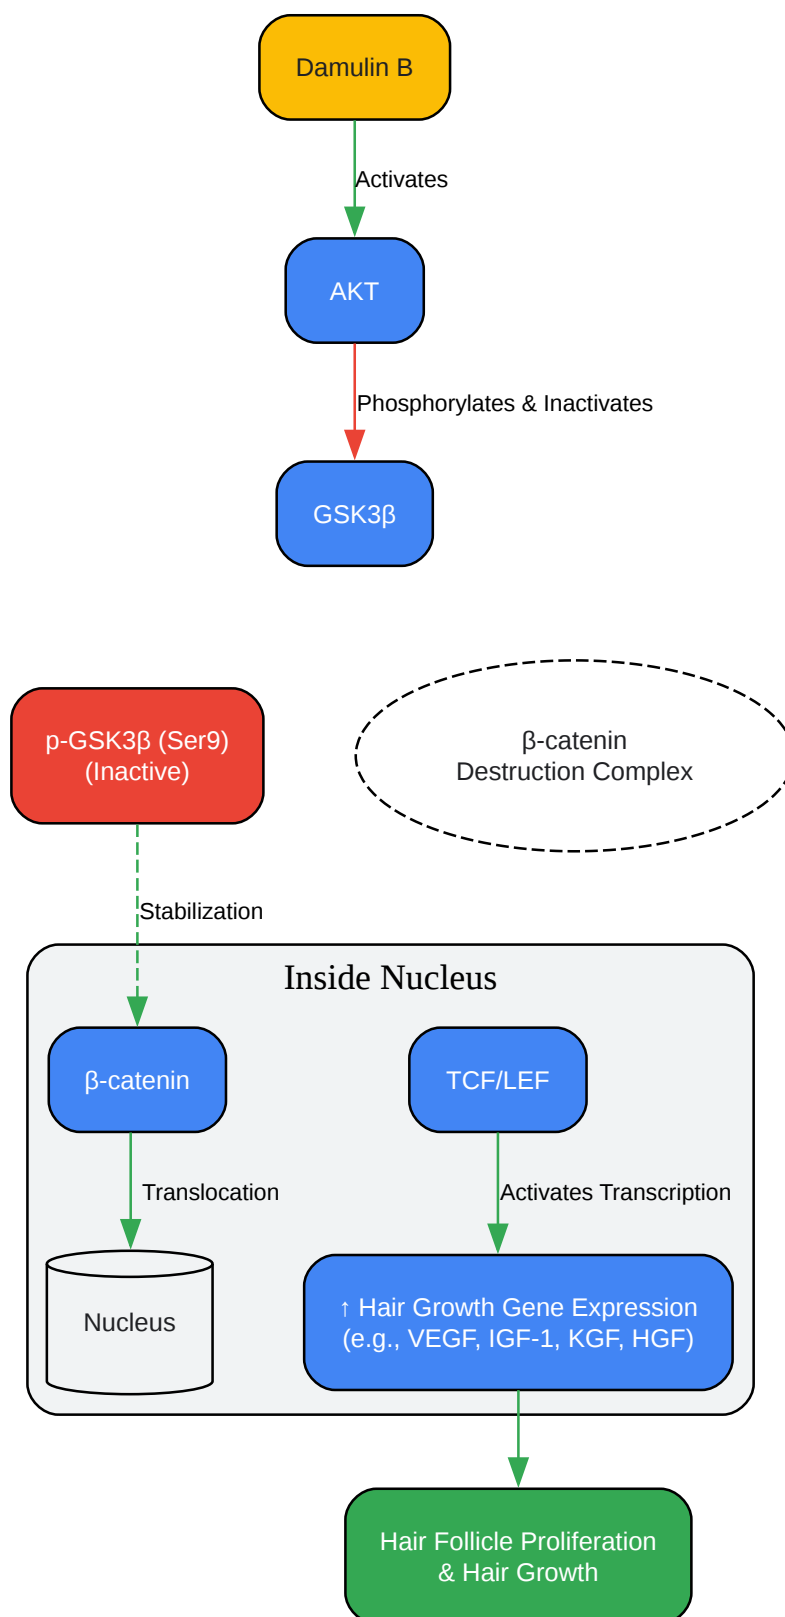 Damulin B
Activates
AKT
Phosphorylates & Inactivates
GSK3β
p-GSK3β (Ser9)
(Inactive)
β-catenin
Destruction Complex
Stabilization
Inside Nucleus
β-catenin
TCF/LEF
Translocation
Activates Transcription
Nucleus
↑ Hair Growth Gene Expression
(e.g., VEGF, IGF-1, KGF, HGF)
Hair Follicle Proliferation
& Hair Growth